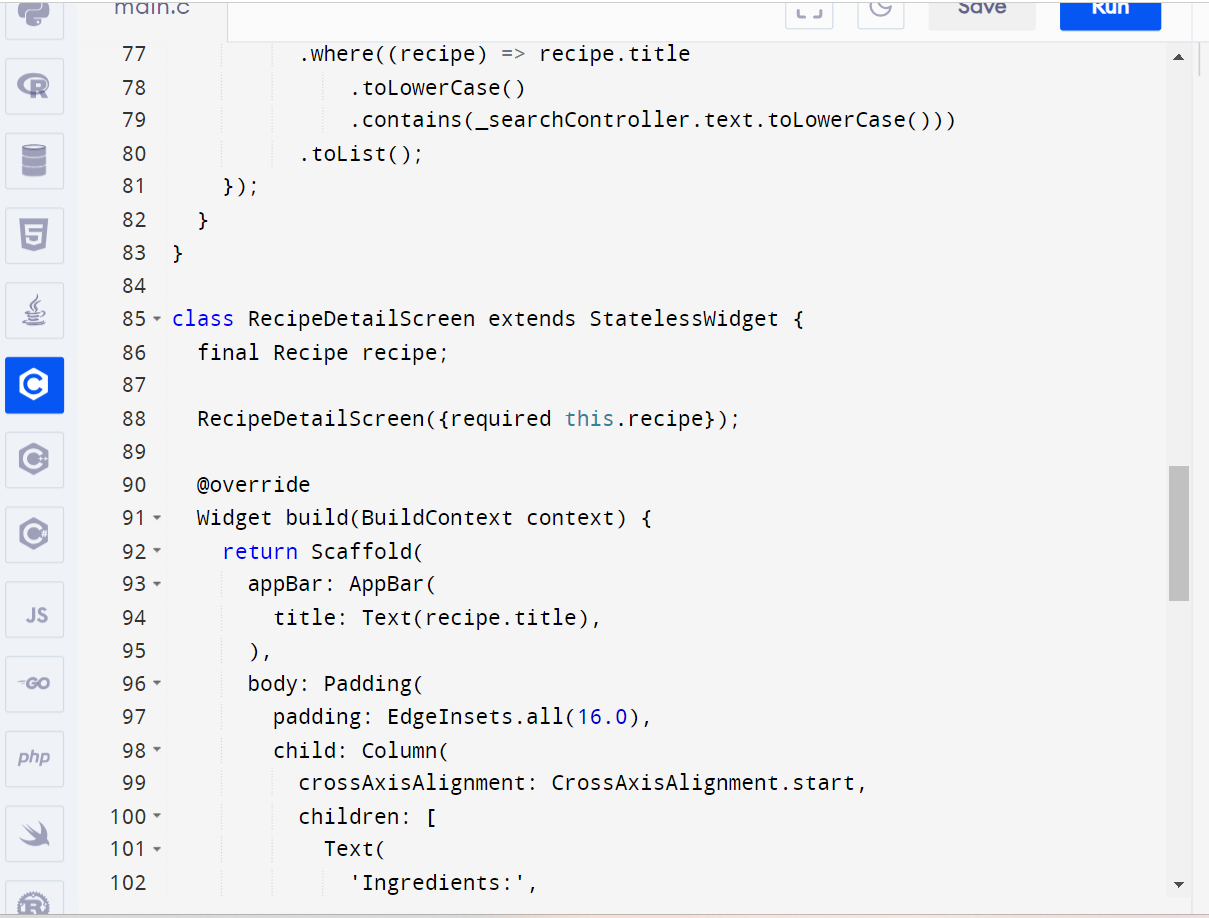 main.c
Save
Run
77 .where((recipe) => recipe.title
78 .toLowerCase()
79 .contains(_searchController.text.toLowerCase()))
80 .toList();
81 });
82 }
83 }
84
85 class RecipeDetailScreen extends StatelessWidget {
86 final Recipe recipe;
87
88 RecipeDetailScreen({required this.recipe});
89
90 @override
91 Widget build(BuildContext context) {
92 return Scaffold(
93 appBar: AppBar(
94 title: Text(recipe.title),
95 ),
96 body: Padding(
97 padding: EdgeInsets.all(16.0),
98 child: Column(
99 crossAxisAlignment: CrossAxisAlignment.start,
100 children: [
101 Text(
102 'Ingredients:',
R
5
C
C++
C#
JS
GO
php
R